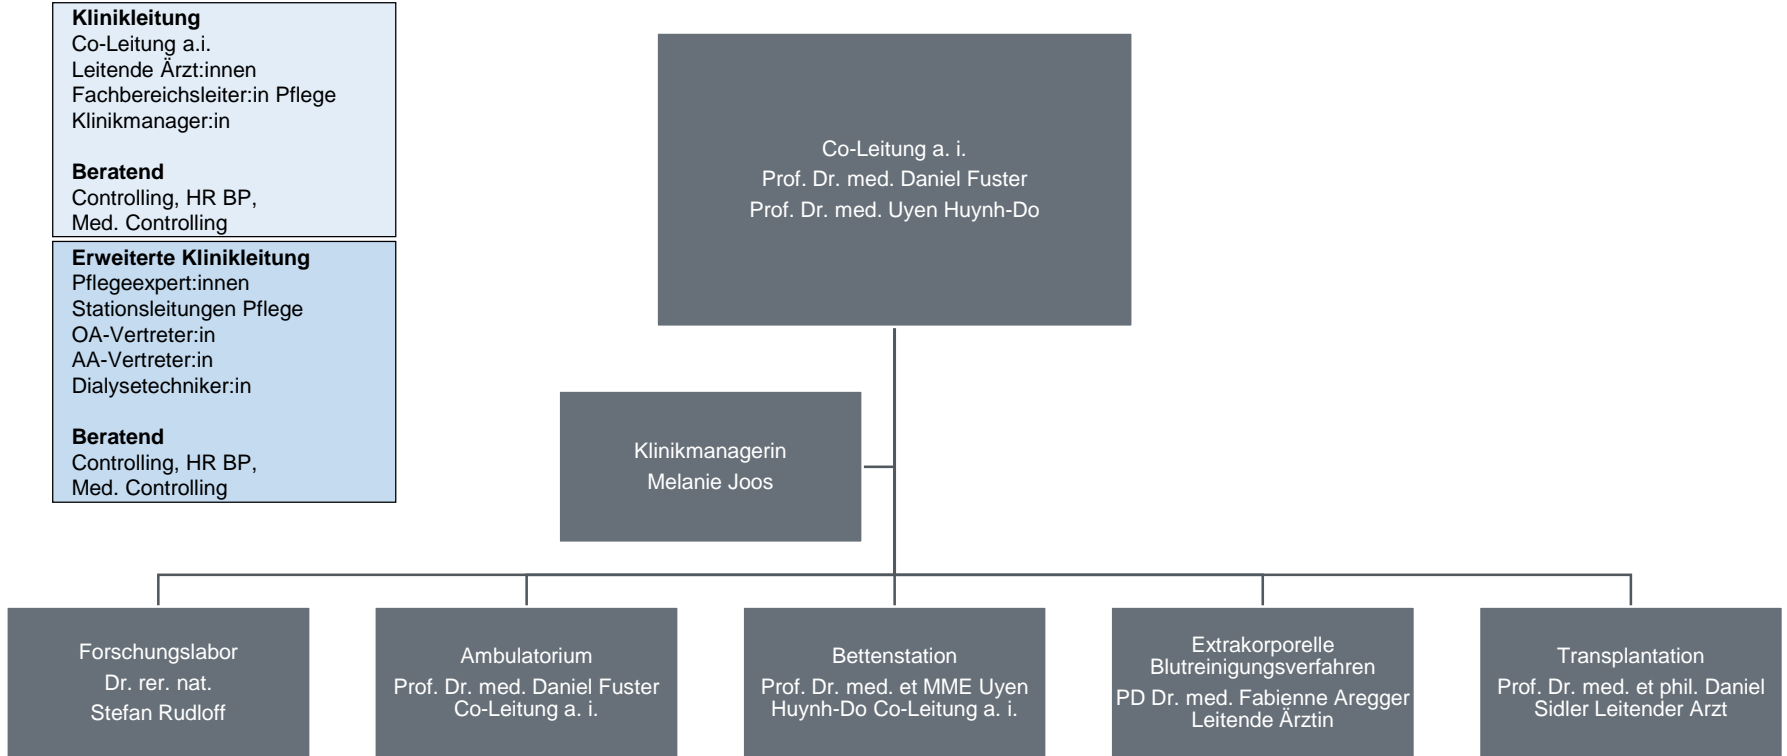 Klinikleitung
Co-Leitung a.i.
Leitende Ärzt:innen
Fachbereichsleiter:in Pflege
Klinikmanager:in
Beratend
Controlling, HR BP,
Med. Controlling
Erweiterte Klinikleitung
Pflegeexpert:innen
Stationsleitungen Pflege
OA-Vertreter:in
AA-Vertreter:in
Dialysetechniker:in
Beratend
Controlling, HR BP,
Med. Controlling
Co-Leitung a. i.
Prof. Dr. med. Daniel Fuster
Prof. Dr. med. Uyen Huynh-Do
Klinikmanagerin
Melanie Joos
Forschungslabor
Dr. rer. nat.
Stefan Rudloff
Ambulatorium
Prof. Dr. med. Daniel Fuster
Co-Leitung a. i.
Bettenstation
Prof. Dr. med. et MME Uyen
Huynh-Do Co-Leitung a. i.
Extrakorporelle
Blutreinigungsverfahren
PD Dr. med. Fabienne Aregger
Leitende Ärztin
Transplantation
Prof. Dr. med. et phil. Daniel
Sidler Leitender Arzt